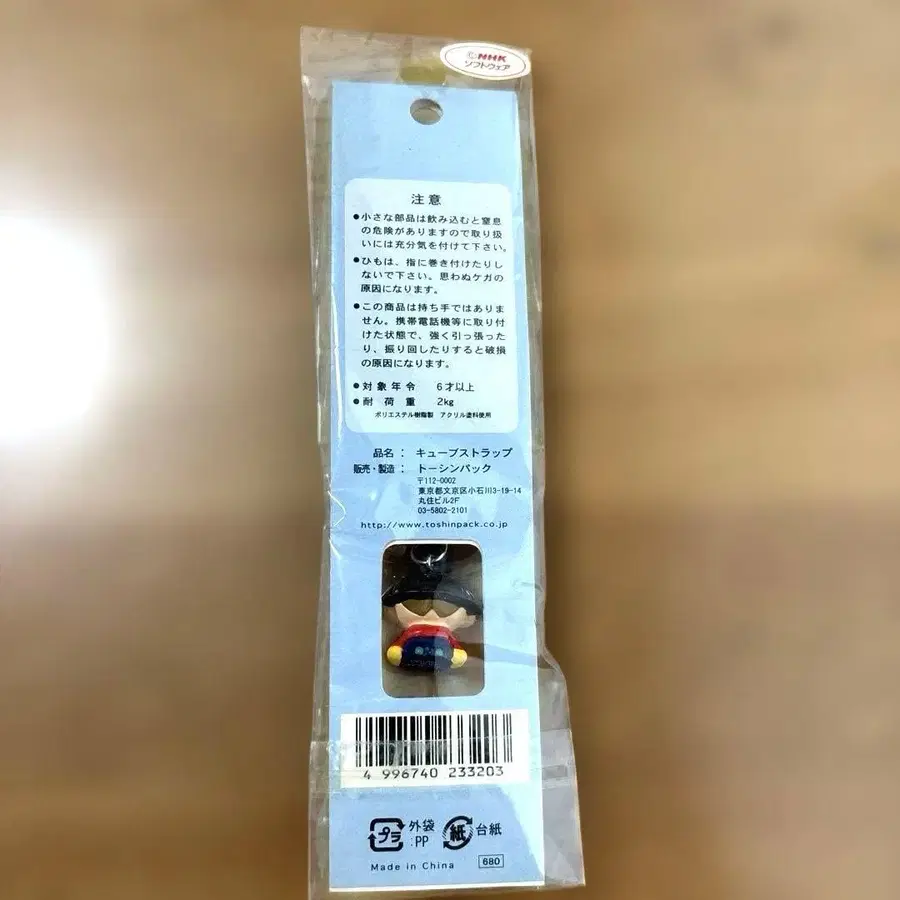 ©NHK
ソフトウェア
注意
●小さな部品は飲み込むと窒息
の危険がありますので取り扱
いには充分気を付けて下さい。
●ひもは、指に巻き付けたりし
ないで下さい。思わぬケガの
原因になります。
●この商品は持ち手ではありま
せん。携帯電話機等に取り付
けた状態で、強く引っ張った
り、振り回したりすると破損
の原因になります。
●対象年令 6才以上
●耐荷重 2kg
ポリエステル樹脂製 アクリル塗料使用
品名: キューブストラップ
販売・製造: トーシンパック
〒112-0002
東京都文京区小石川3-19-14
丸住ビル2F
03-5802-2101
http://www.toshinpack.co.jp
4 996740 233203
プラ 外袋:PP 紙 台紙
Made in China 680